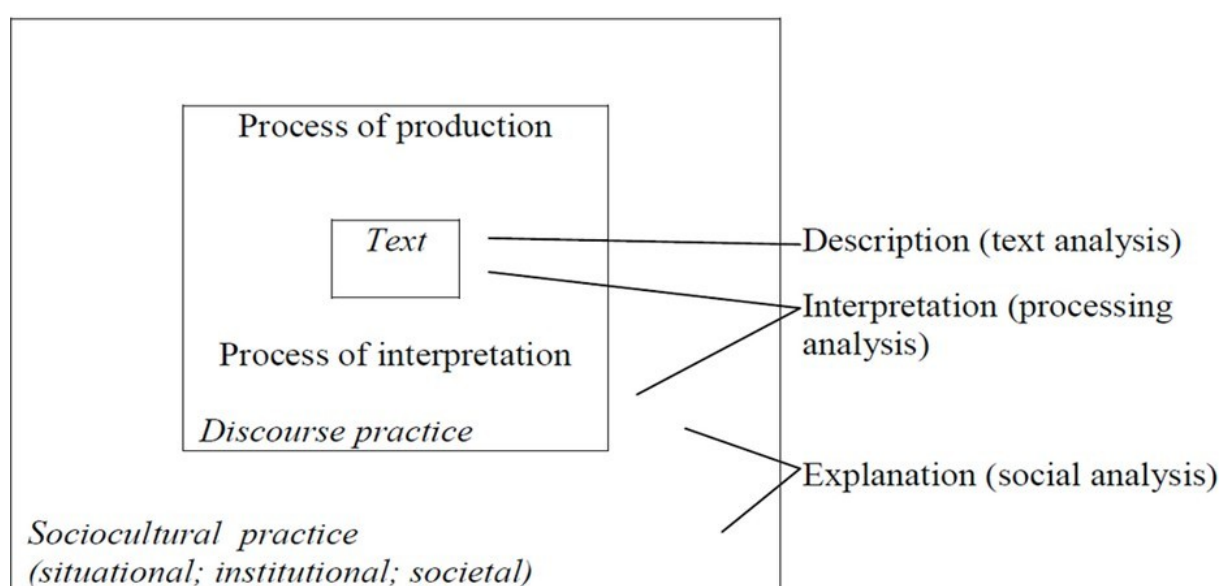 Process of production
Text
Description (text analysis)
Interpretation (processing
analysis)
Process of interpretation
Discourse practice
Explanation (social analysis)
Sociocultural practice
(situational; institutional; societal)